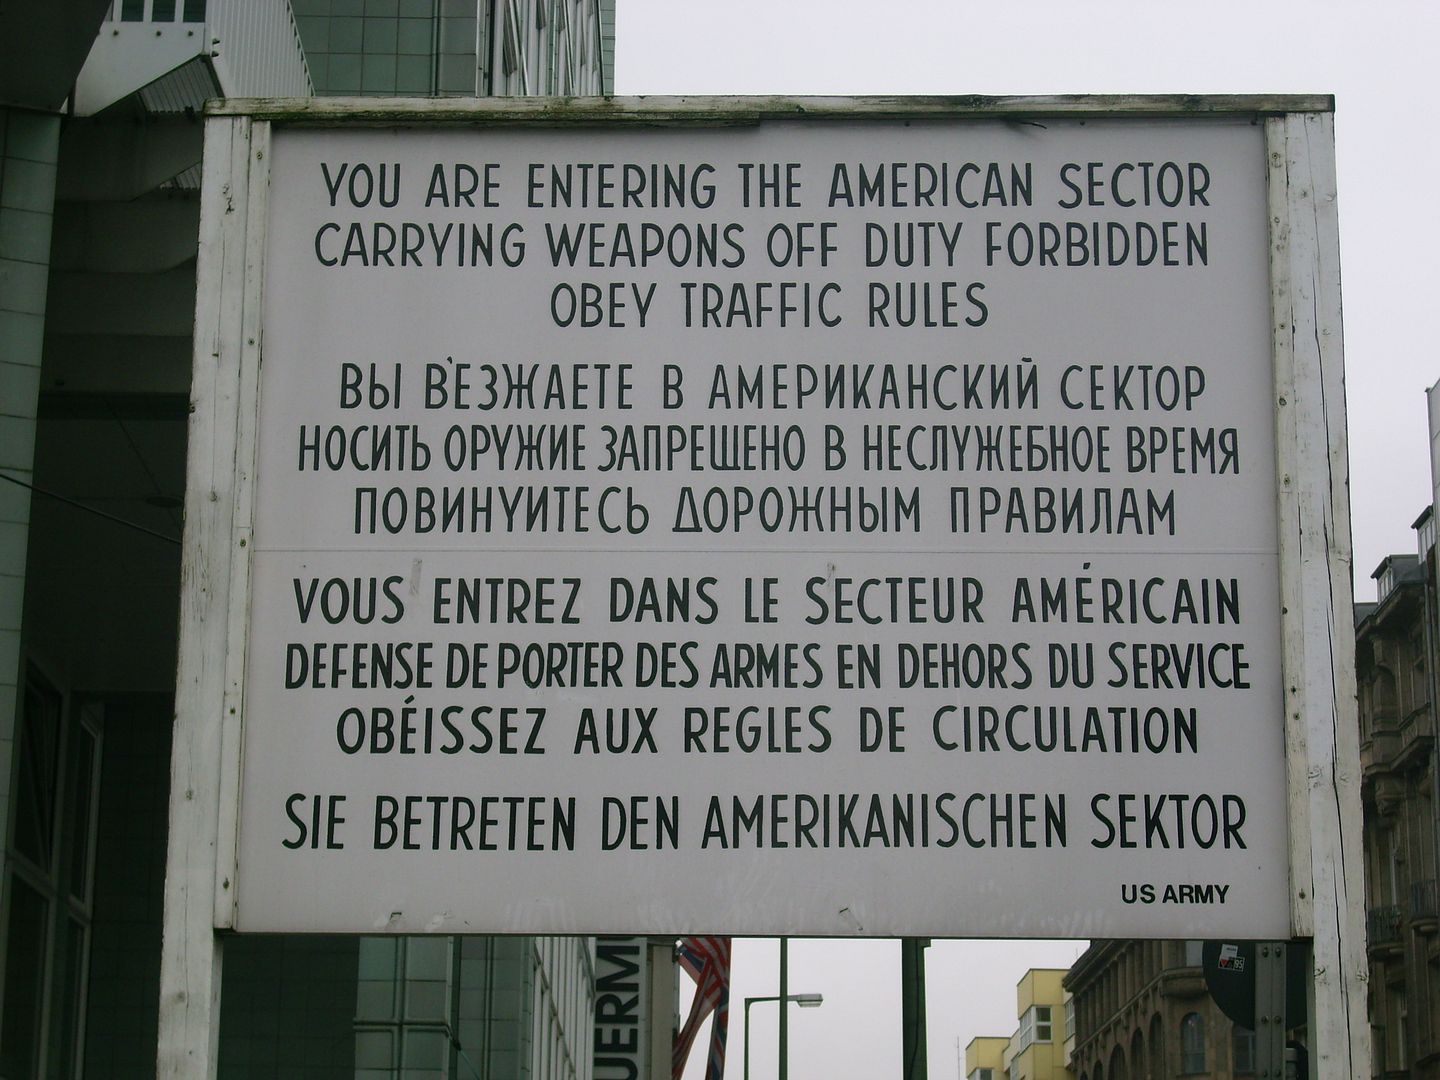 YOU ARE ENTERING THE AMERICAN SECTOR
CARRYING WEAPONS OFF DUTY FORBIDDEN
OBEY TRAFFIC RULES
ВЫ В'ЕЗЖАЕТЕ В АМЕРИКАНСКИЙ СЕКТОР
НОСИТЬ ОРУЖИЕ ЗАПРЕЩЕНО В НЕСЛУЖЕБНОЕ ВРЕМЯ
ПОВИНУИТЕСЬ ДОРОЖНЫМ ПРАВИЛАМ
VOUS ENTREZ DANS LE SECTEUR AMÉRICAIN
DEFENSE DE PORTER DES ARMES EN DEHORS DU SERVICE
OBÉISSEZ AUX REGLES DE CIRCULATION
SIE BETRETEN DEN AMERIKANISCHEN SEKTOR
US ARMY